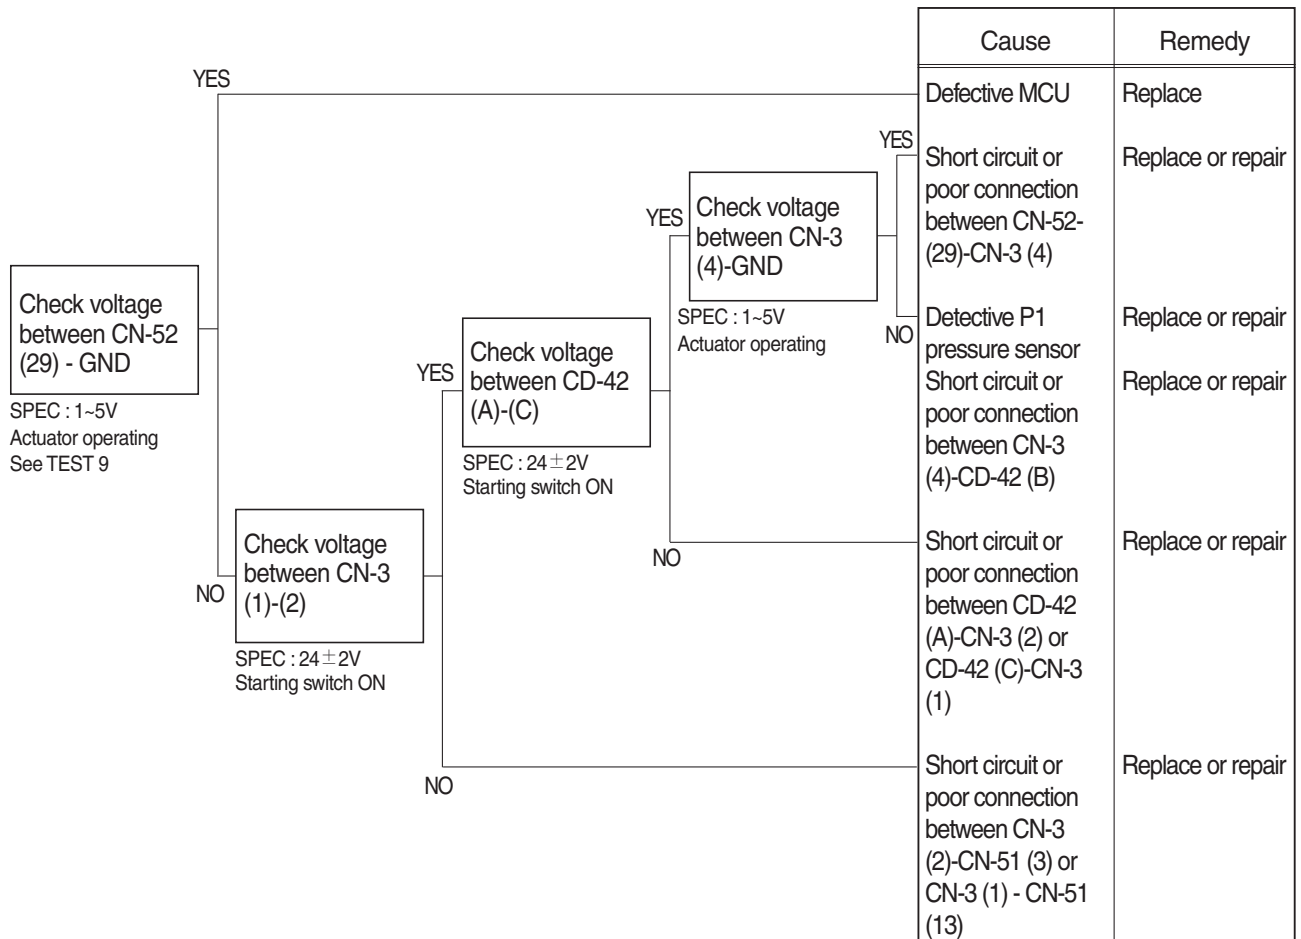 Cause
Remedy
YES
Defective MCU
Replace
YES
Short circuit or
poor connection
between CN-52-
(29)-CN-3 (4)
Replace or repair
YES
Check voltage
between CN-3
(4)-GND
SPEC : 1~5V
Actuator operating
NO
Detective P1
pressure sensor
Replace or repair
Short circuit or
poor connection
between CN-3
(4)-CD-42 (B)
Replace or repair
Check voltage
between CN-52
(29) - GND
SPEC : 1~5V
Actuator operating
See TEST 9
YES
Check voltage
between CD-42
(A)-(C)
SPEC : 24±2V
Starting switch ON
NO
Short circuit or
poor connection
between CD-42
(A)-CN-3 (2) or
CD-42 (C)-CN-3
(1)
Replace or repair
NO
Check voltage
between CN-3
(1)-(2)
SPEC : 24±2V
Starting switch ON
NO
Short circuit or
poor connection
between CN-3
(2)-CN-51 (3) or
CN-3 (1) - CN-51
(13)
Replace or repair